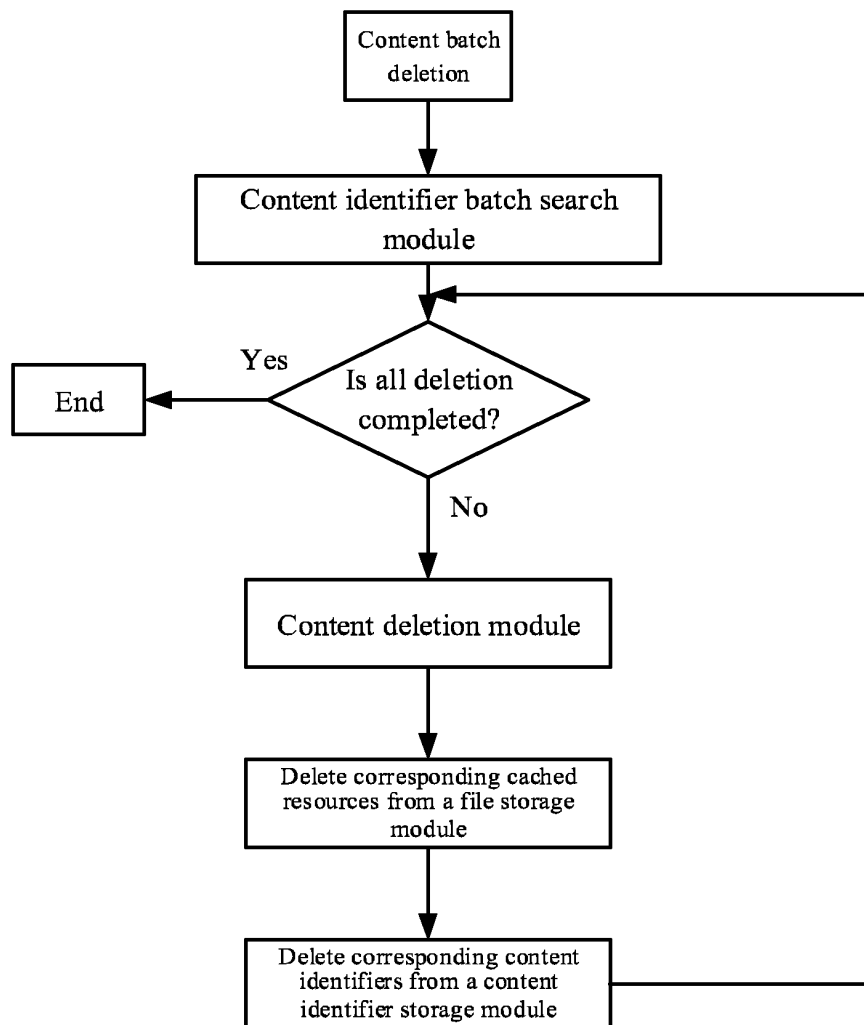 Content batch
deletion
Content identifier batch search
module
Yes
Is all deletion
completed?
End
No
Content deletion module
Delete corresponding cached
resources from a file storage
module
Delete corresponding content
identifiers from a content
identifier storage module